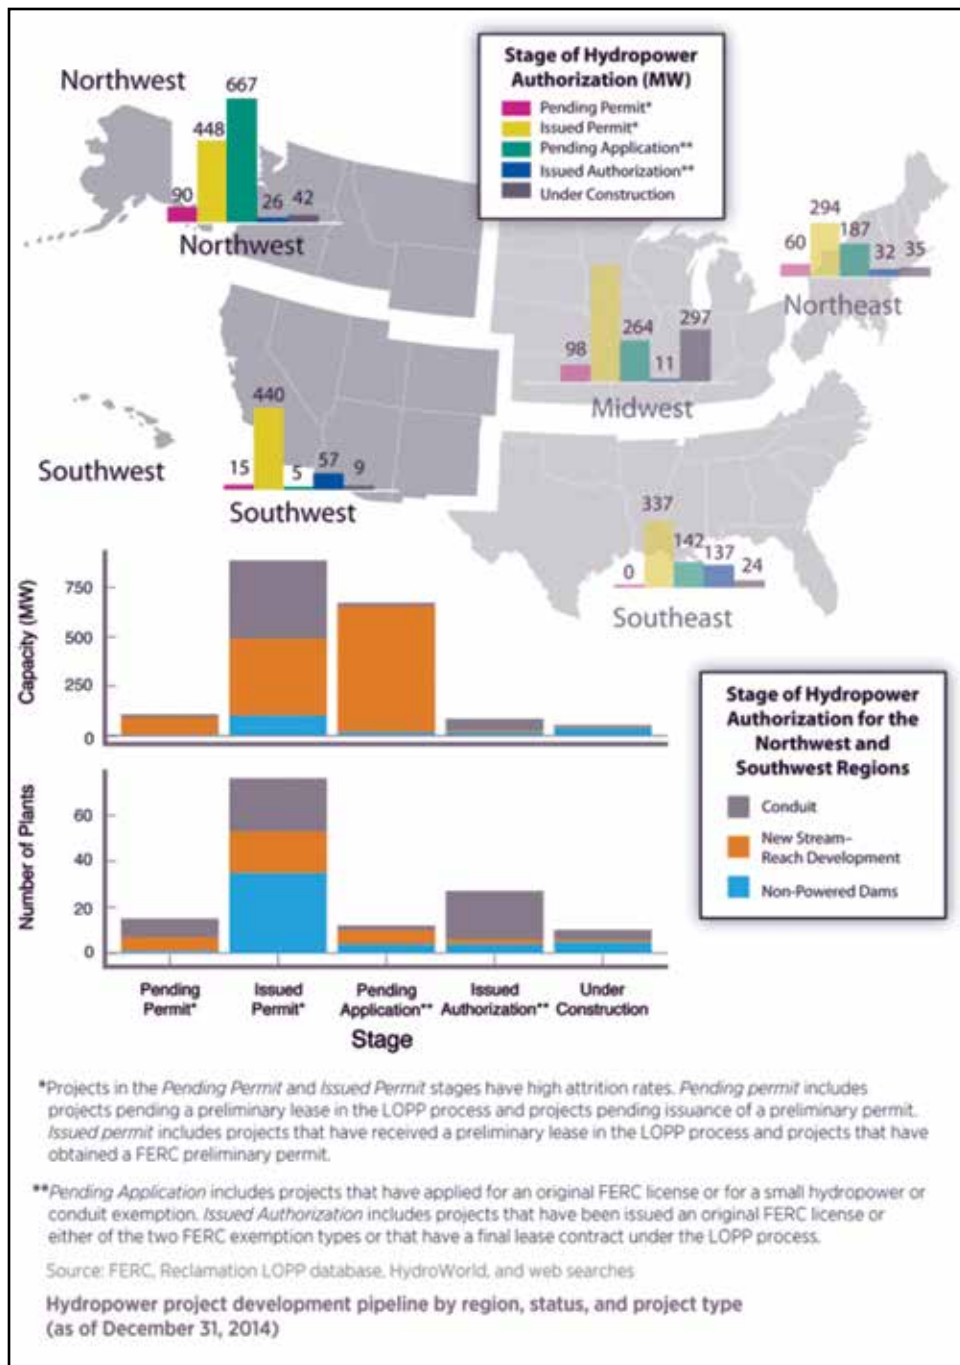 Stage of Hydropower
Authorization (MW)
Pending Permit*
Issued Permit*
Pending Application**
Issued Authorization**
Under Construction
Northwest
667
448
90
26
42
Northwest
294
187
60
32
35
Northeast
98
264
11
297
Midwest
440
15
5
57
9
Southwest
Southwest
337
142
137
0
24
Southeast
Capacity (MW)
750
500
250
0
Number of Plants
60
40
20
0
Pending
Permit*
Issued
Permit*
Pending
Application**
Issued
Authorization**
Under
Construction
Stage
Stage of Hydropower
Authorization for the
Northwest and
Southwest Regions
Conduit
New Stream–
Reach Development
Non-Powered Dams
*Projects in the Pending Permit and Issued Permit stages have high attrition rates. Pending permit includes
projects pending a preliminary lease in the LOPP process and projects pending issuance of a preliminary permit.
Issued permit includes projects that have received a preliminary lease in the LOPP process and projects that have
obtained a FERC preliminary permit.
**Pending Application includes projects that have applied for an original FERC license or for a small hydropower or
conduit exemption. Issued Authorization includes projects that have been issued an original FERC license or
either of the two FERC exemption types or that have a final lease contract under the LOPP process.
Source: FERC, Reclamation LOPP database, HydroWorld, and web searches
Hydropower project development pipeline by region, status, and project type
(as of December 31, 2014)